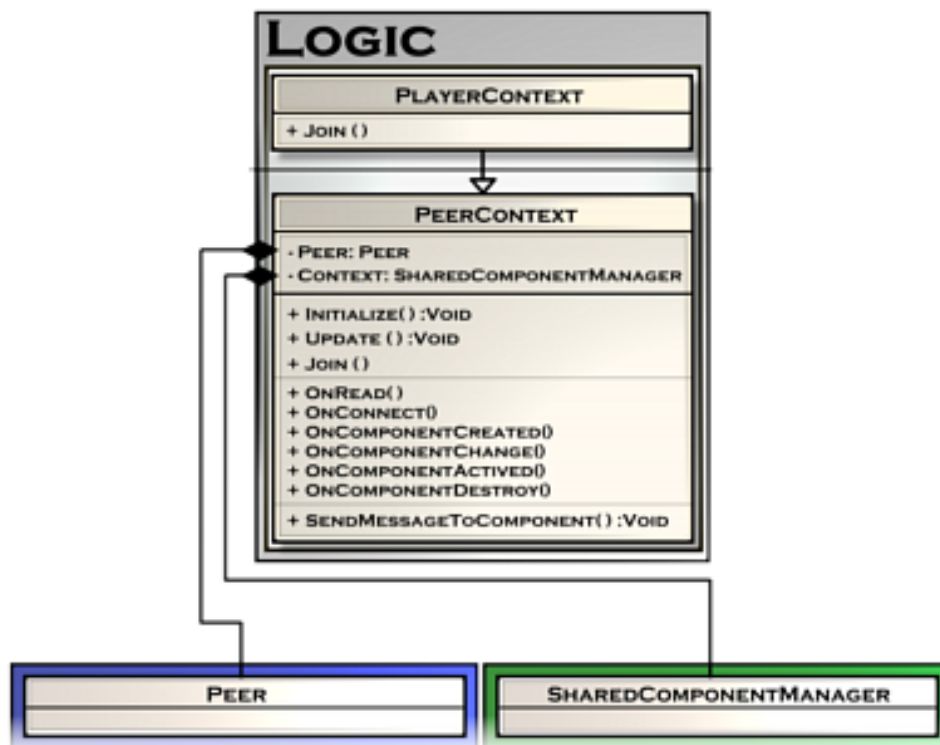 LOGIC
PLAYERCONTEXT
+ JOIN ()
PEERCONTEXT
- PEER: PEER
- CONTEXT: SHAREDCOMPONENTMANAGER
+ INITIALIZE() :VOID
+ UPDATE () :VOID
+ JOIN ()
+ ONREAD()
+ ONCONNECT()
+ ONCOMPONENTCREATED()
+ ONCOMPONENTCHANGE()
+ ONCOMPONENTACTIVED()
+ ONCOMPONENTDESTROY()
+ SENDMESSAGETOCOMPONENT() :VOID
PEER
SHAREDCOMPONENTMANAGER